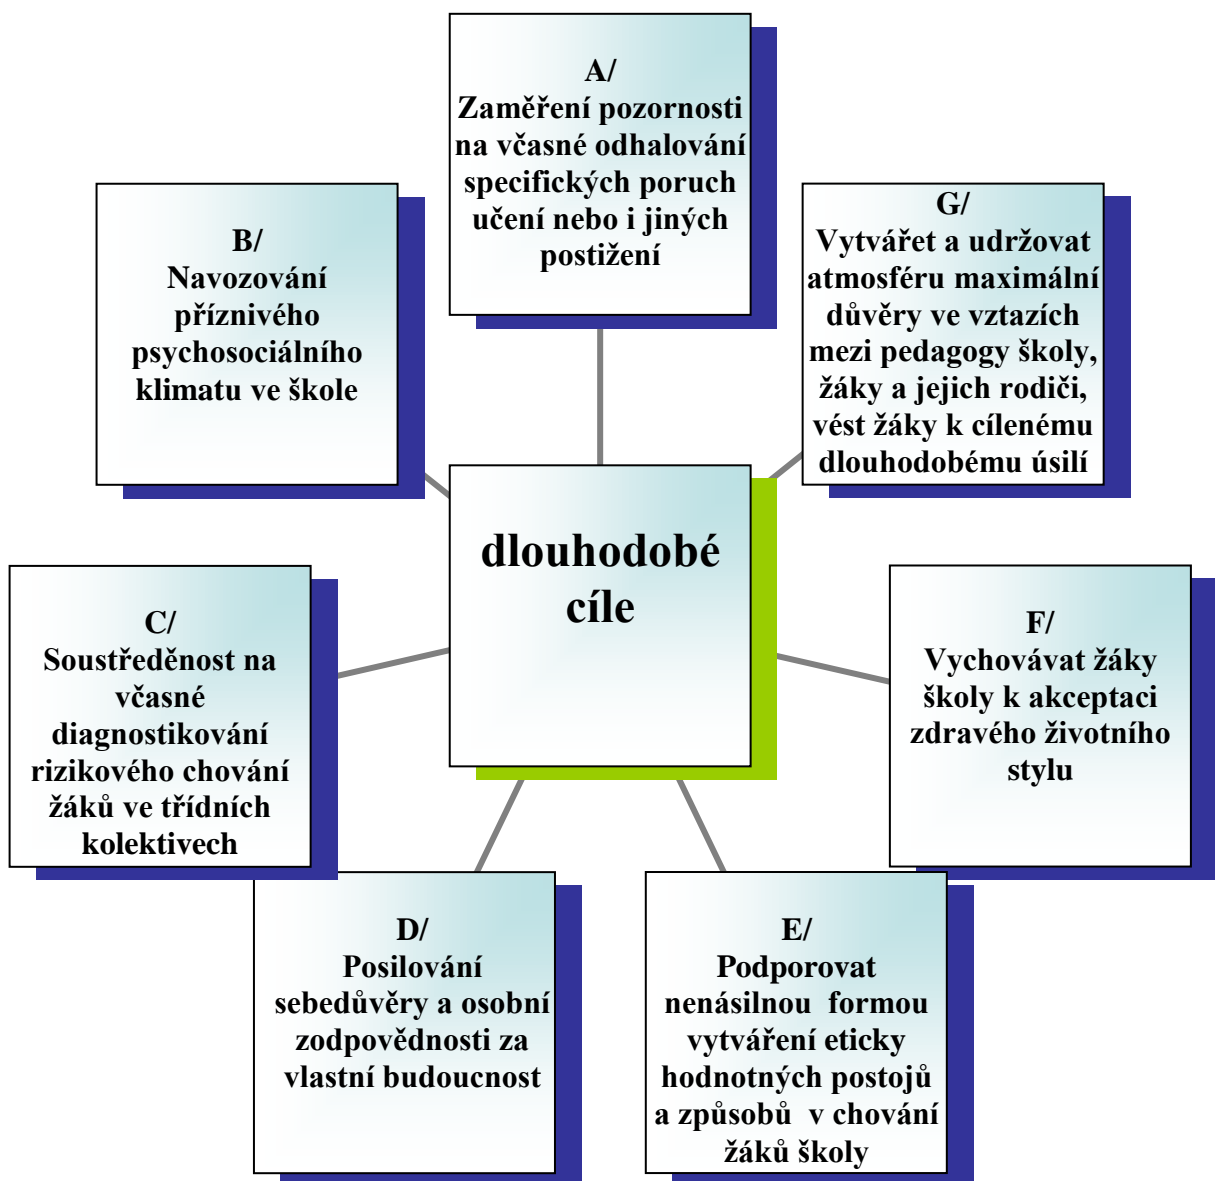 A/
Zaměření pozornosti
na včasné odhalování
specifických poruch
učení nebo i jiných
postižení
B/
Navozování
příznivého
psychosociálního
klimatu ve škole
G/
Vytvářet a udržovat
atmosféru maximální
důvěry ve vztazích
mezi pedagogy školy,
žáky a jejich rodiči,
vést žáky k cílenému
dlouhodobému úsilí
dlouhodobé
cíle
C/
Soustředěnost na
včasné
diagnostikování
rizikového chování
žáků ve třídních
kolektivech
F/
Vychovávat žáky
školy k akceptaci
zdravého životního
stylu
D/
Posilování
sebedůvěry a osobní
zodpovědnosti za
vlastní budoucnost
E/
Podporovat
nenásilnou formou
vytváření eticky
hodnotných postojů
a způsobů v chování
žáků školy